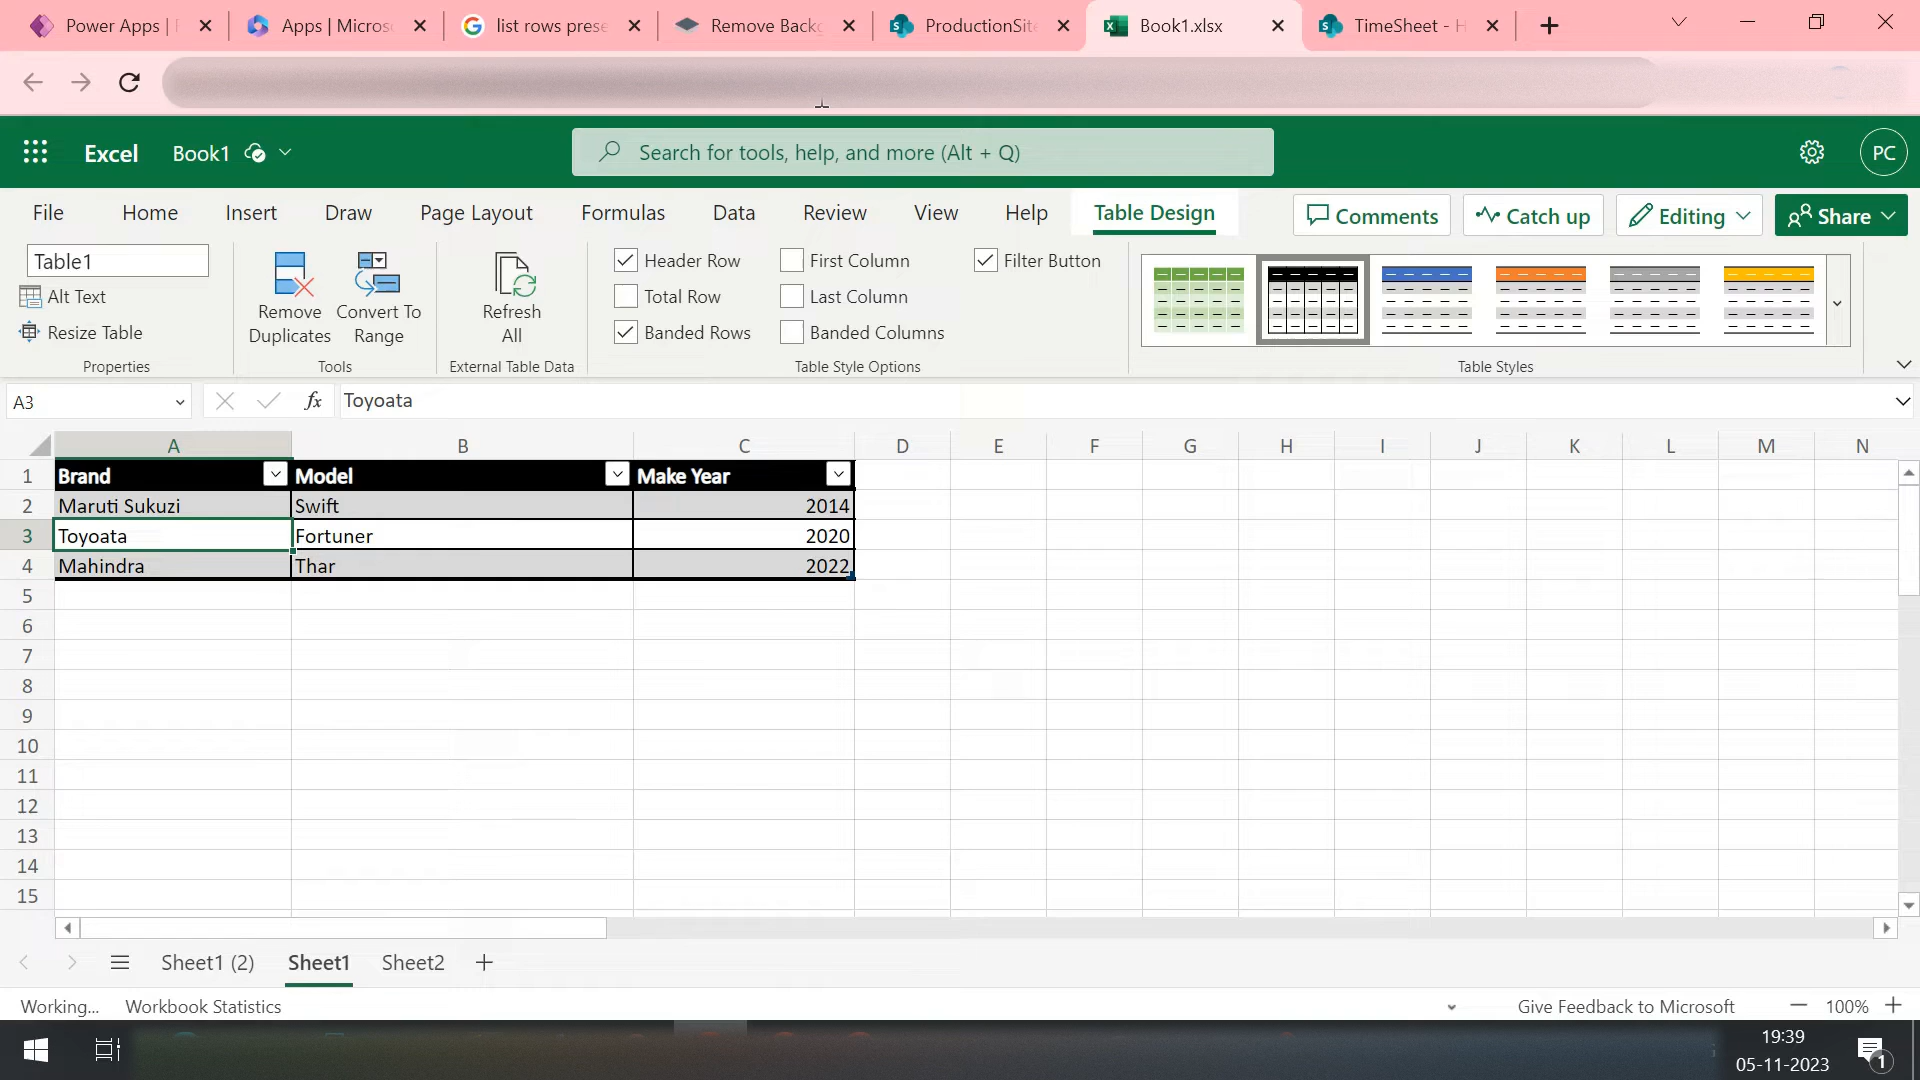 Power Apps |
Apps | Micros
list rows prese
Remove Backg
ProductionSite
Book1.xlsx
TimeSheet - H
Excel
Book1
Search for tools, help, and more (Alt + Q)
PC
File
Home
Insert
Draw
Page Layout
Formulas
Data
Review
View
Help
Table Design
Comments
Catch up
Editing
Share
Table1
Alt Text
Resize Table
Properties
Remove
Duplicates
Convert To
Range
Tools
Refresh
All
External Table Data
Header Row
Total Row
Banded Rows
First Column
Last Column
Banded Columns
Filter Button
Table Style Options
Table Styles
A3
fx
Toyoata
A B C D E F G H I J K L M N
1 Brand Model Make Year
2 Maruti Sukuzi Swift 2014
3 Toyoata Fortuner 2020
4 Mahindra Thar 2022
5
6
7
8
9
10
11
12
13
14
15
Sheet1 (2)
Sheet1
Sheet2
Working...
Workbook Statistics
Give Feedback to Microsoft
100%
19:39
05-11-2023
1